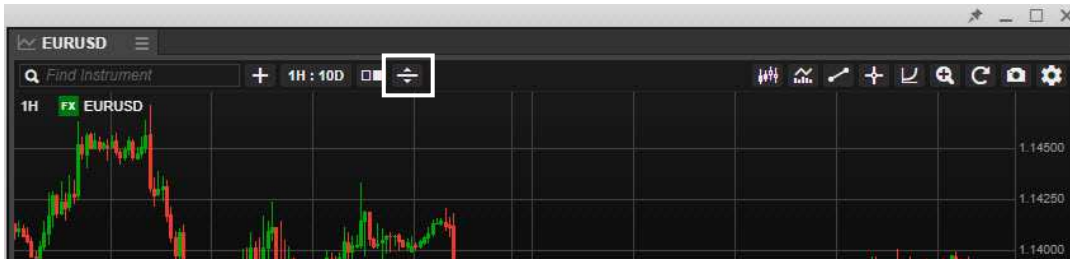 EURUSD
Find Instrument
1H : 10D
1H FX EURUSD
1.14500
1.14250
1.14000